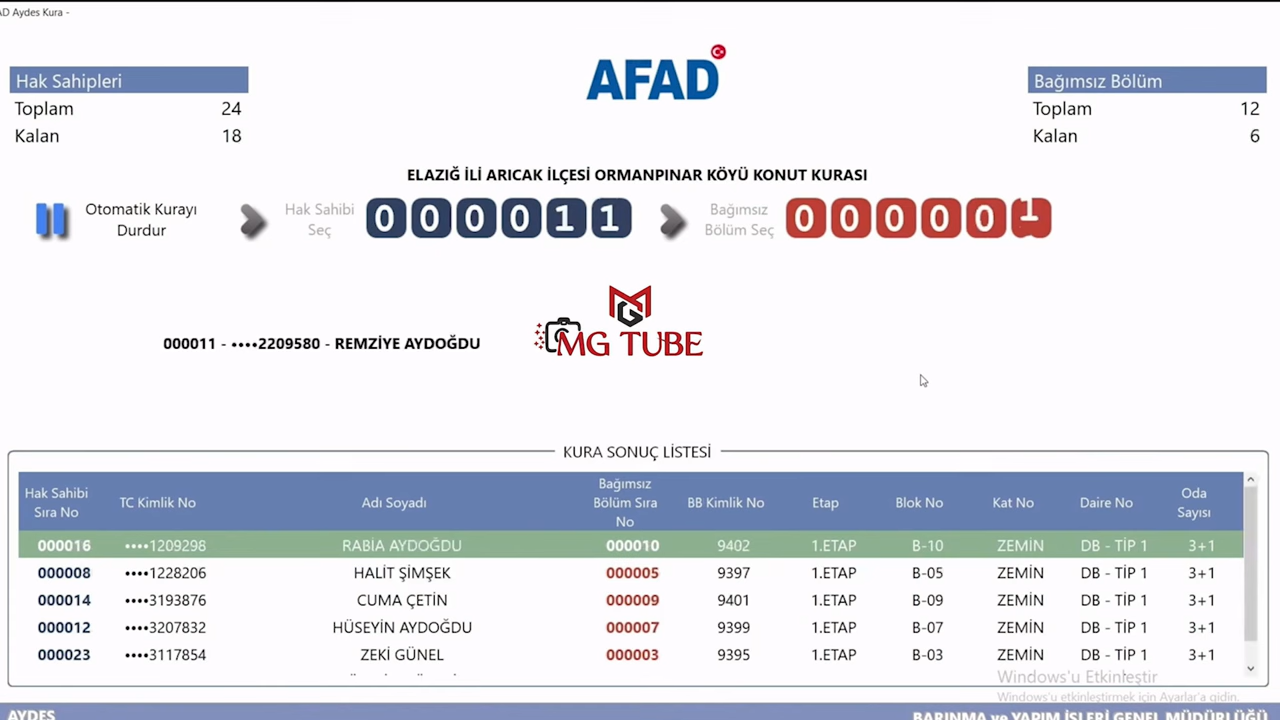 AD Aydes Kura -
AFAD
Hak Sahipleri
Toplam 24
Kalan 18
Bağımsız Bölüm
Toplam 12
Kalan 6
ELAZIĞ İLİ ARICAK İLÇESİ ORMANPINAR KÖYÜ KONUT KURASI
Otomatik Kurayı
Durdur
Hak Sahibi
Seç
000011
Bağımsız
Bölüm Seç
00000
MG TUBE
000011 - ••••2209580 - REMZİYE AYDOĞDU
KURA SONUÇ LİSTESİ
Hak Sahibi Sıra No TC Kimlik No Adı Soyadı Bağımsız Bölüm Sıra No BB Kimlik No Etap Blok No Kat No Daire No Oda Sayısı
000016 ••••1209298 RABİA AYDOĞDU 000010 9402 1.ETAP B-10 ZEMİN DB - TİP 1 3+1
000008 ••••1228206 HALİT ŞİMŞEK 000005 9397 1.ETAP B-05 ZEMİN DB - TİP 1 3+1
000014 ••••3193876 CUMA ÇETİN 000009 9401 1.ETAP B-09 ZEMİN DB - TİP 1 3+1
000012 ••••3207832 HÜSEYİN AYDOĞDU 000007 9399 1.ETAP B-07 ZEMİN DB - TİP 1 3+1
000023 ••••3117854 ZEKİ GÜNEL 000003 9395 1.ETAP B-03 ZEMİN DB - TİP 1 3+1
Windows'u Etkinleştir
Windows'u etkinleştirmek için Ayarlar'a gidin.
AYDES
BARINMA ve YAPIM İŞLERİ GENEL MÜDÜRLÜĞÜ